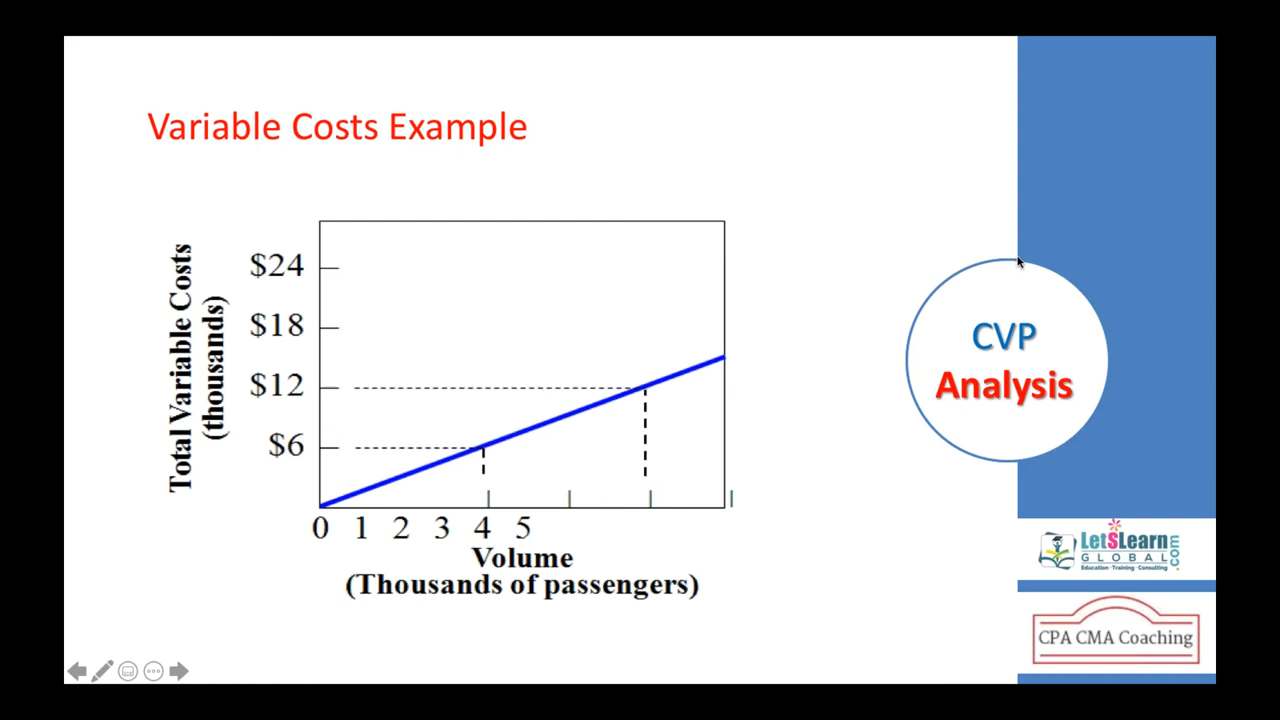 Variable Costs Example
Total Variable Costs
(thousands)
$24
$18
$12
$6
0 1 2 3 4 5
Volume
(Thousands of passengers)
CVP
Analysis
LetSLearn
GLOBAL.com
Education · Training · Consulting
CPA CMA Coaching